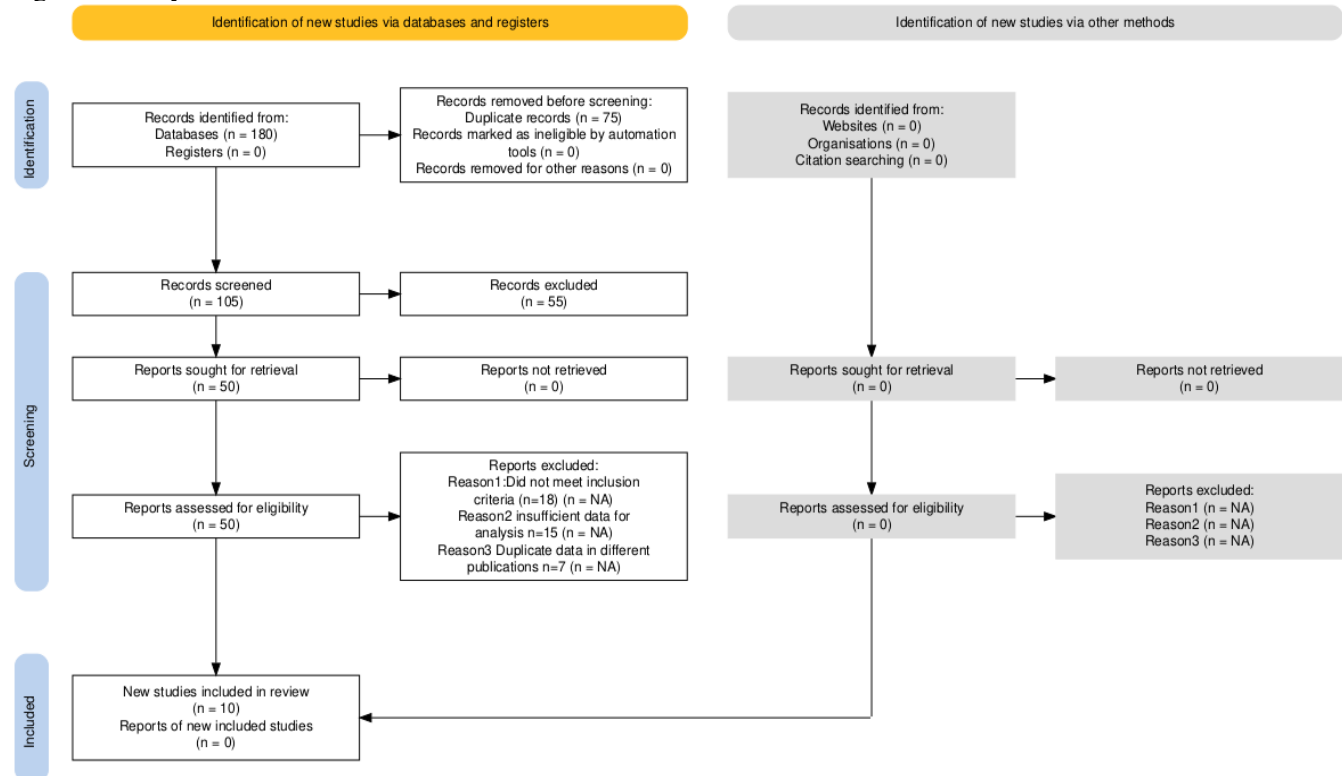 Identification of new studies via databases and registers
Identification of new studies via other methods
Identification
Records identified from:
Databases (n = 180)
Registers (n = 0)
Records removed before screening:
Duplicate records (n = 75)
Records marked as ineligible by automation
tools (n = 0)
Records removed for other reasons (n = 0)
Records identified from:
Websites (n = 0)
Organisations (n = 0)
Citation searching (n = 0)
Screening
Records screened
(n = 105)
Records excluded
(n = 55)
Reports sought for retrieval
(n = 50)
Reports not retrieved
(n = 0)
Reports sought for retrieval
(n = 0)
Reports not retrieved
(n = 0)
Reports assessed for eligibility
(n = 50)
Reports excluded:
Reason1:Did not meet inclusion
criteria (n=18) (n = NA)
Reason2 insufficient data for
analysis n=15 (n = NA)
Reason3 Duplicate data in different
publications n=7 (n = NA)
Reports assessed for eligibility
(n = 0)
Reports excluded:
Reason1 (n = NA)
Reason2 (n = NA)
Reason3 (n = NA)
Included
New studies included in review
(n = 10)
Reports of new included studies
(n = 0)